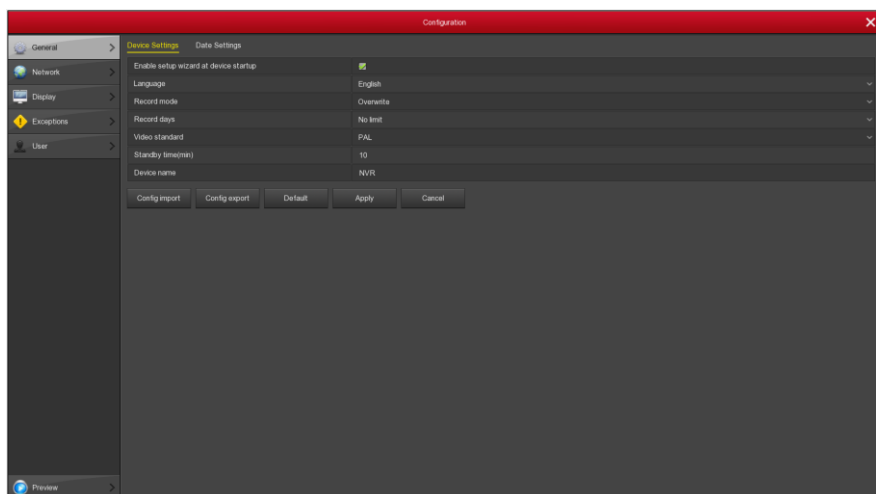 Configuration
General
Network
Display
Exceptions
User
Preview
Device Settings Date Settings
Enable setup wizard at device startup
Language English
Record mode Overwrite
Record days No limit
Video standard PAL
Standby time(min) 10
Device name NVR
Config import Config export Default Apply Cancel